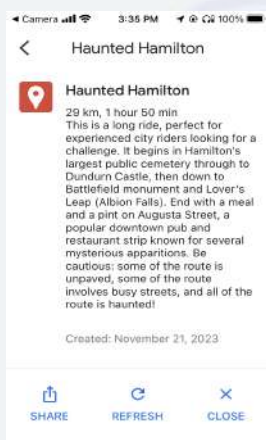 ◀ Camera 3:35 PM 100%
Haunted Hamilton
Haunted Hamilton
29 km, 1 hour 50 min
This is a long ride, perfect for
experienced city riders looking for a
challenge. It begins in Hamilton's
largest public cemetery through to
Dundurn Castle, then down to
Battlefield monument and Lover's
Leap (Albion Falls). End with a meal
and a pint on Augusta Street, a
popular downtown pub and
restaurant strip known for several
mysterious apparitions. Be
cautious: some of the route is
unpaved, some of the route
involves busy streets, and all of the
route is haunted!
Created: November 21, 2023
SHARE REFRESH CLOSE